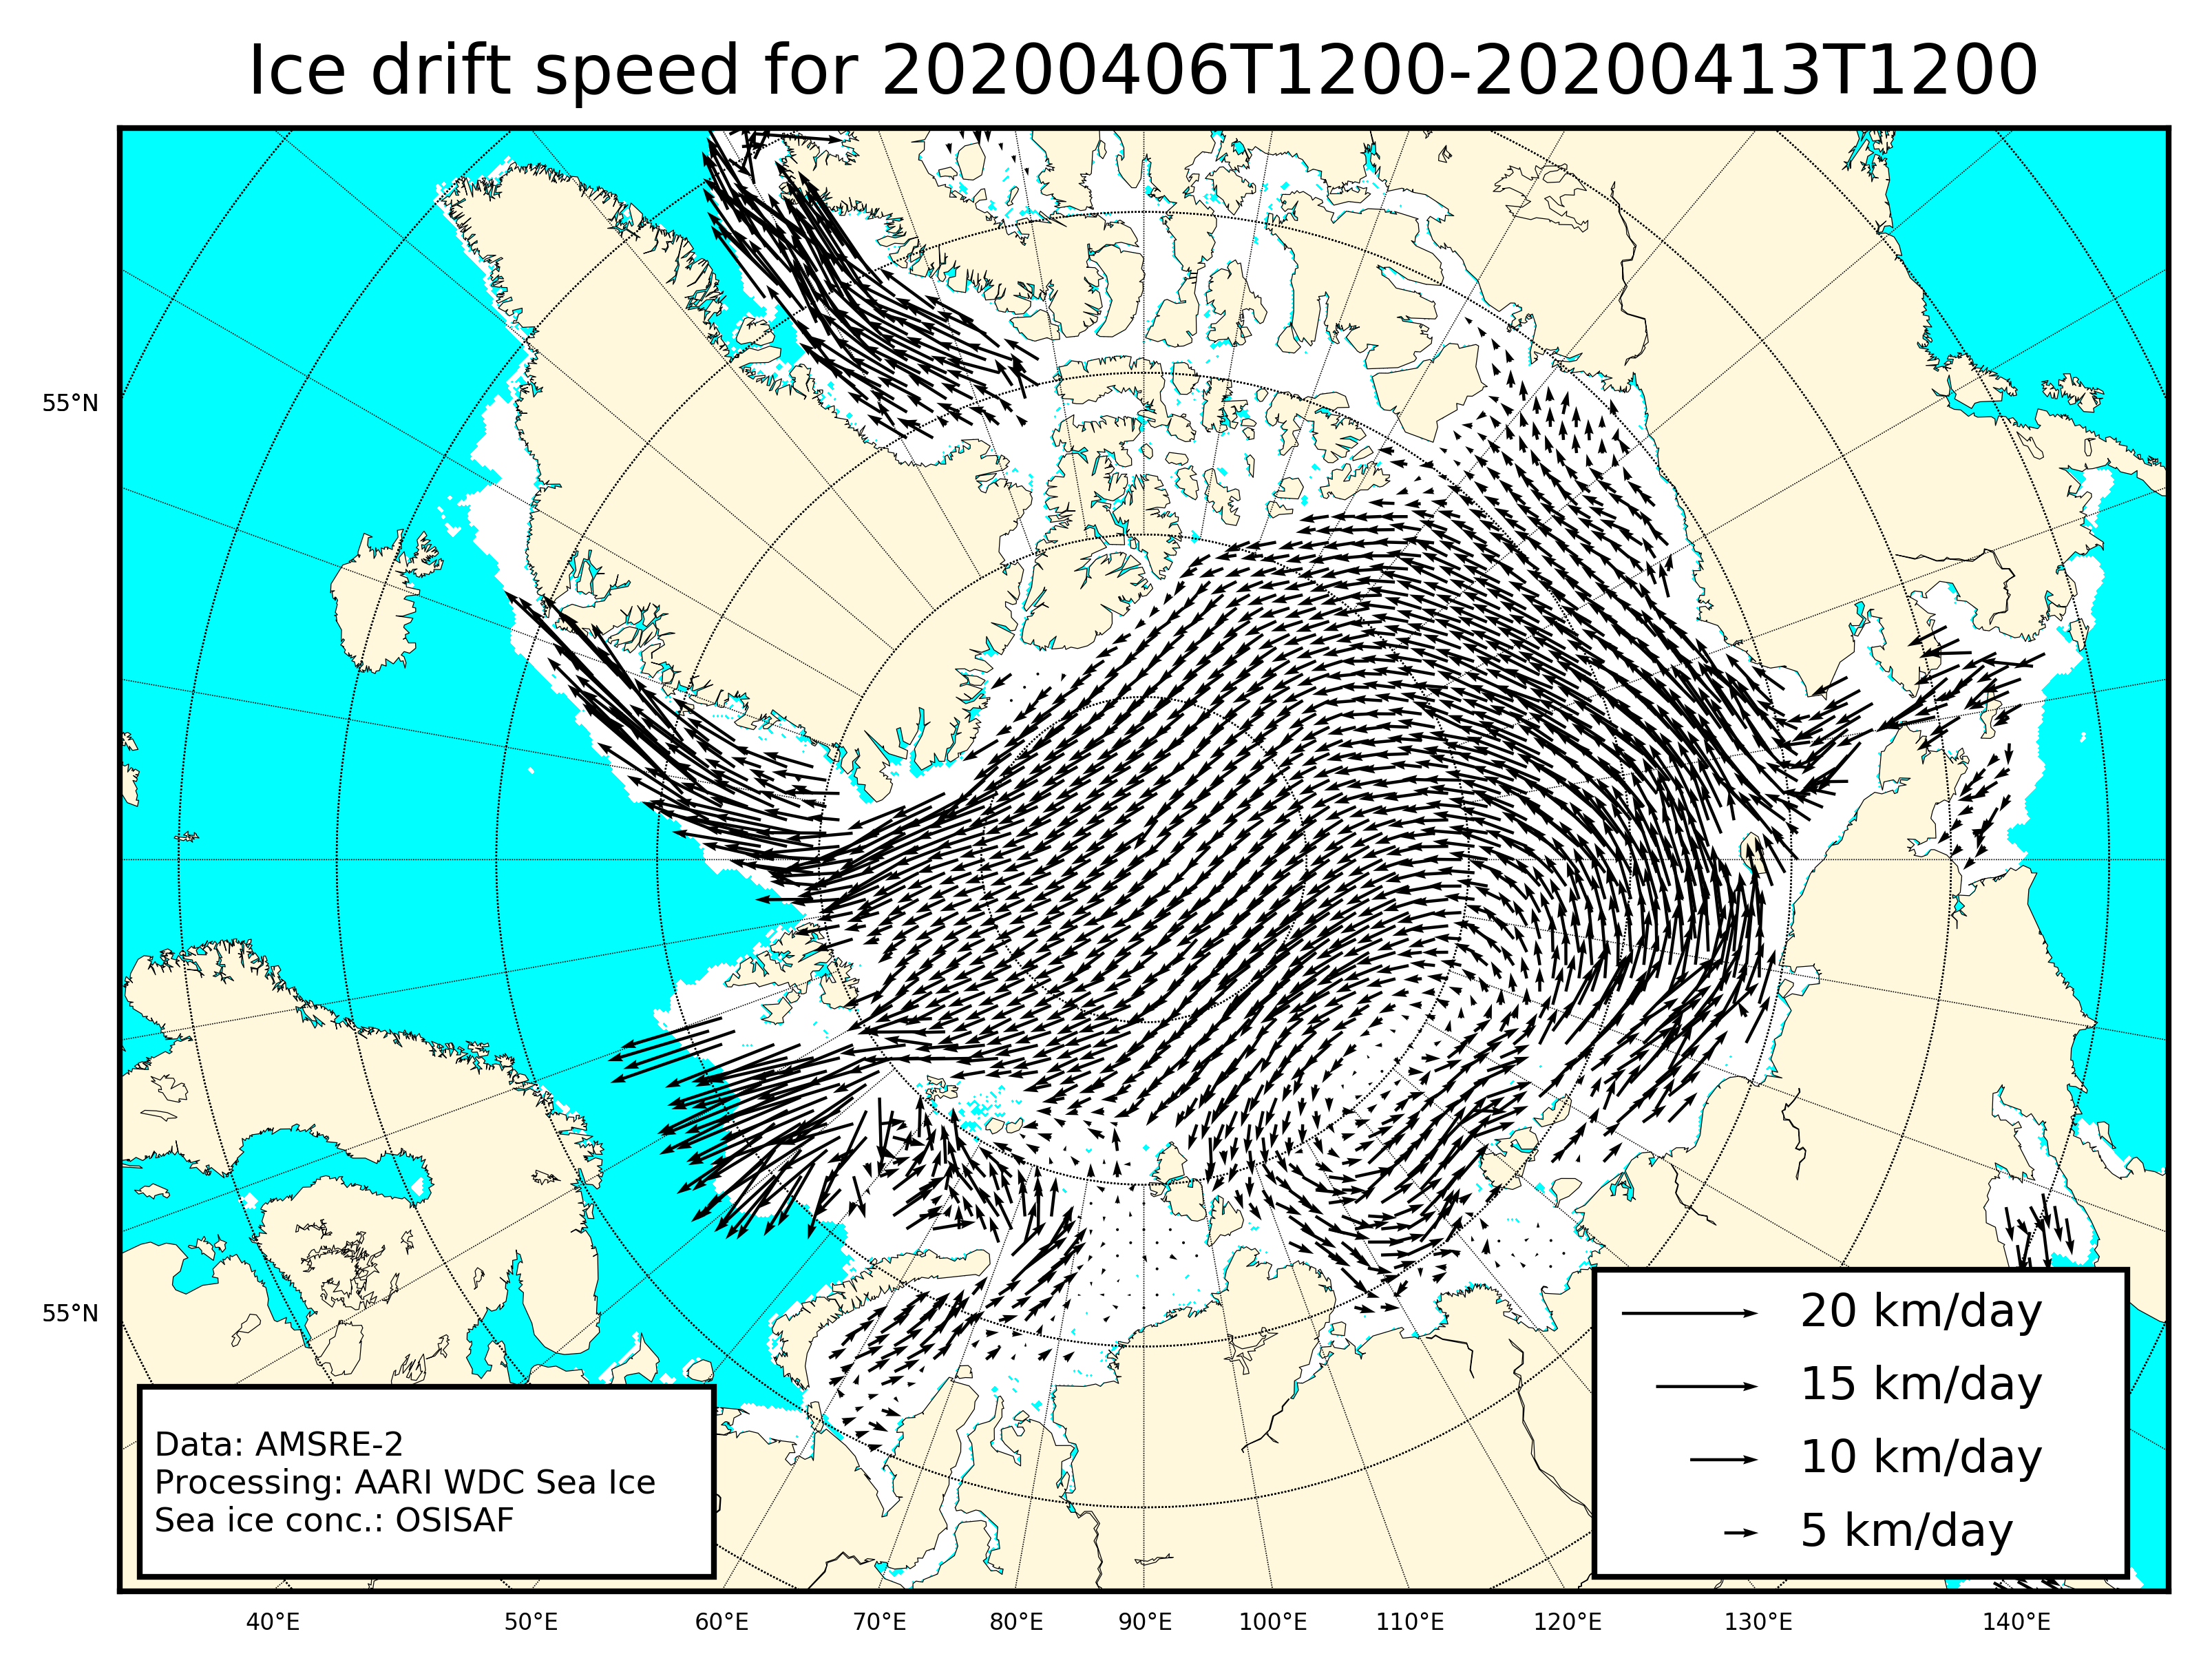 Ice drift speed for 20200406T1200-20200413T1200
55°N
55°N
20 km/day
15 km/day
10 km/day
5 km/day
Data: AMSRE-2
Processing: AARI WDC Sea Ice
Sea ice conc.: OSISAF
40°E 50°E 60°E 70°E 80°E 90°E 100°E 110°E 120°E 130°E 140°E